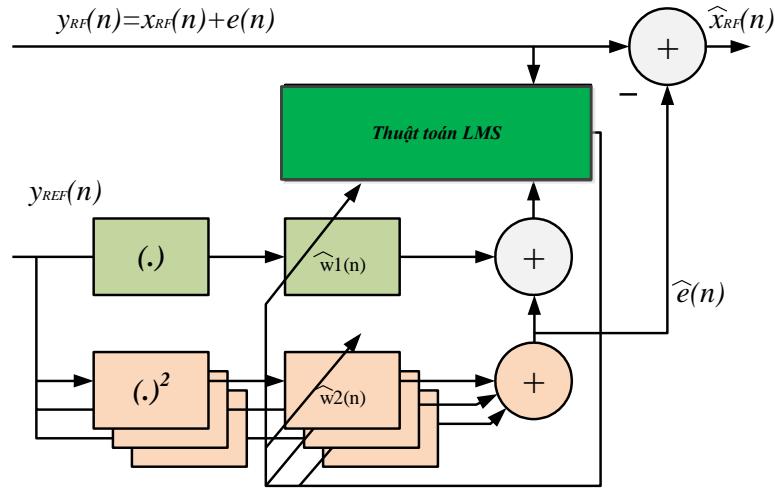 y_RF(n)=x_RF(n)+e(n)
x̂_RF(n)
+
−
Thuật toán LMS
y_REF(n)
(.)
ŵ1(n)
+
ê(n)
(.)²
ŵ2(n)
+